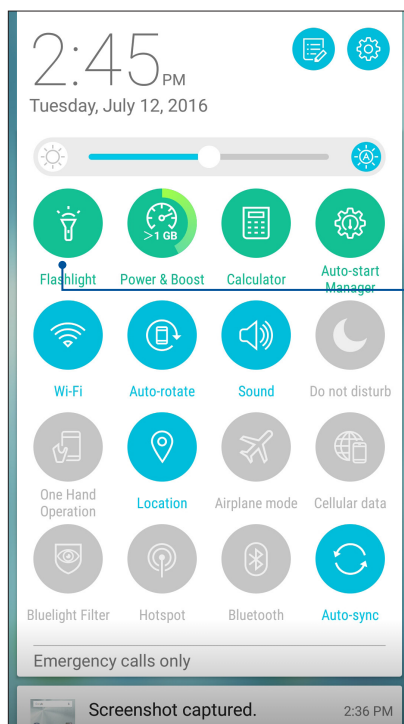 2:45 PM
Tuesday, July 12, 2016
A
>1 GB
Flashlight
Power & Boost
Calculator
Auto-start
Manager
Wi-Fi
Auto-rotate
Sound
Do not disturb
One Hand
Operation
Location
Airplane mode
Cellular data
Bluelight Filter
Hotspot
Bluetooth
Auto-sync
Emergency calls only
Screenshot captured.
2:36 PM